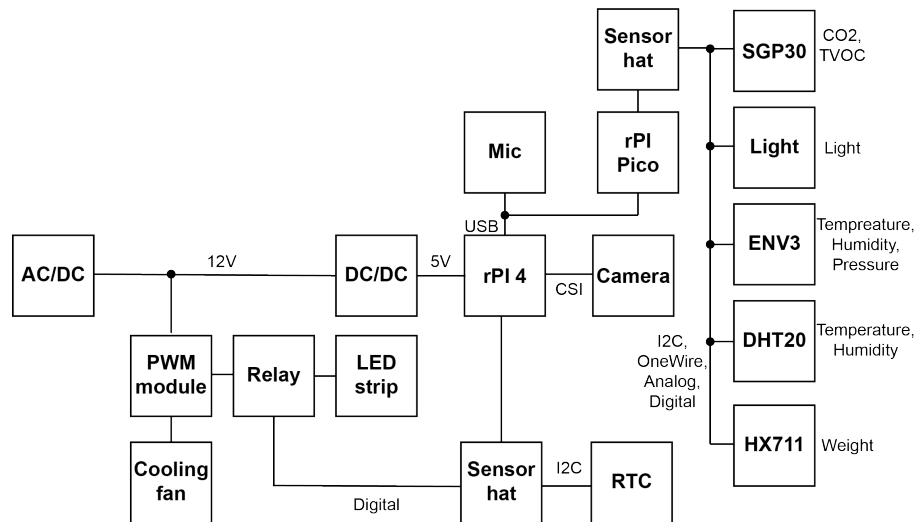 Sensor
hat
SGP30
CO2,
TVOC
Mic
rPI
Pico
Light
Light
USB
AC/DC
12V
DC/DC
5V
rPI 4
CSI
Camera
ENV3
Tempreature,
Humidity,
Pressure
PWM
module
Relay
LED
strip
I2C,
OneWire,
Analog,
Digital
DHT20
Temperature,
Humidity
Cooling
fan
Digital
Sensor
hat
I2C
RTC
HX711
Weight